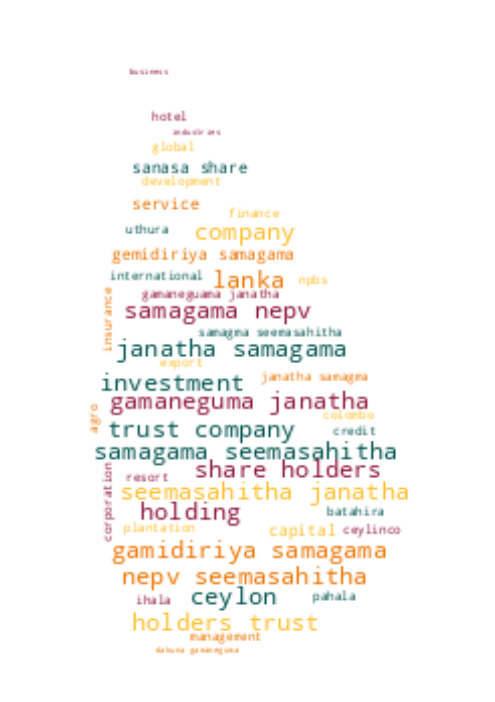 business
hotel
industries
global
sanasa share
development
service
finance
uthura
company
gemidiriya samagama
international
lanka
npbs
gamaneguama janatha
insurance
samagama nepv
samagma seemasahitha
janatha samagama
export
janatha samagma
investment
gamaneguma janatha
agro
colombo
trust company
credit
samagama seemasahitha
share holders
corporation
resort
seemasahitha janatha
holding
batahira
plantation
capital
ceylinco
gamidiriya samagama
nepv seemasahitha
ihala
ceylon
pahala
holders trust
management
dakuna gamaneguma